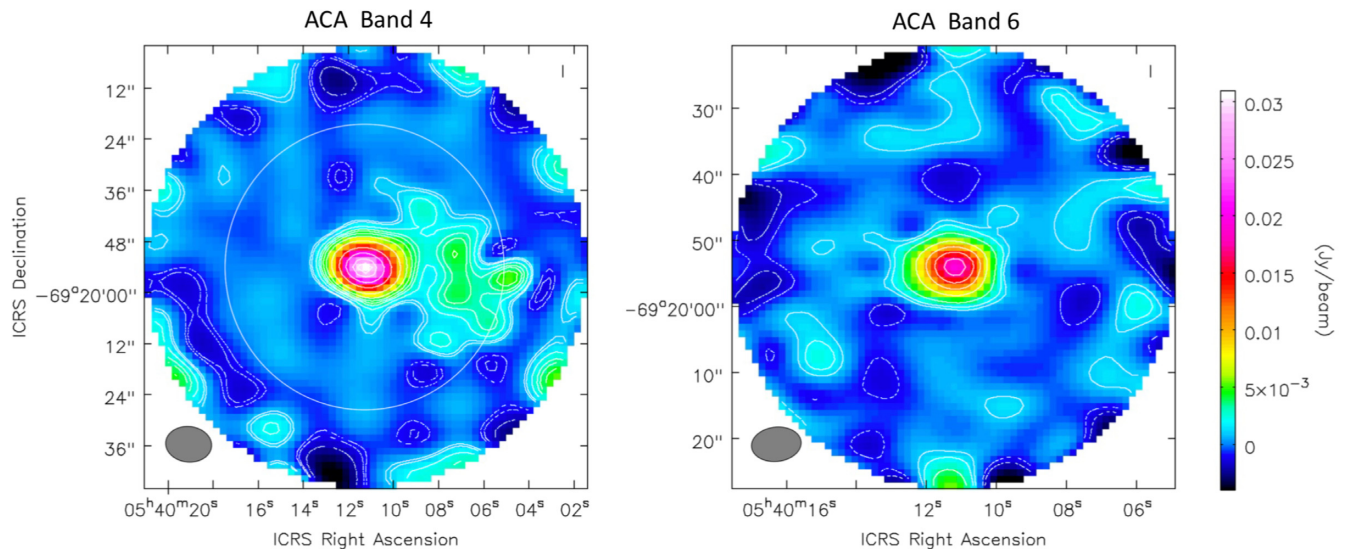 ACA Band 4
ACA Band 6
12"
24"
36"
48"
−69°20'00"
12"
24"
36"
ICRS Declination
I
05ʰ40ᵐ20ˢ 16ˢ 12ˢ 10ˢ 08ˢ 06ˢ 04ˢ 02ˢ
ICRS Right Ascension
30"
40"
50"
−69°20'00"
10"
20"
I
05ʰ40ᵐ16ˢ 12ˢ 10ˢ 08ˢ 06ˢ
ICRS Right Ascension
0.03
0.025
0.02
0.015
0.01
5×10⁻³
0
(Jy/beam)